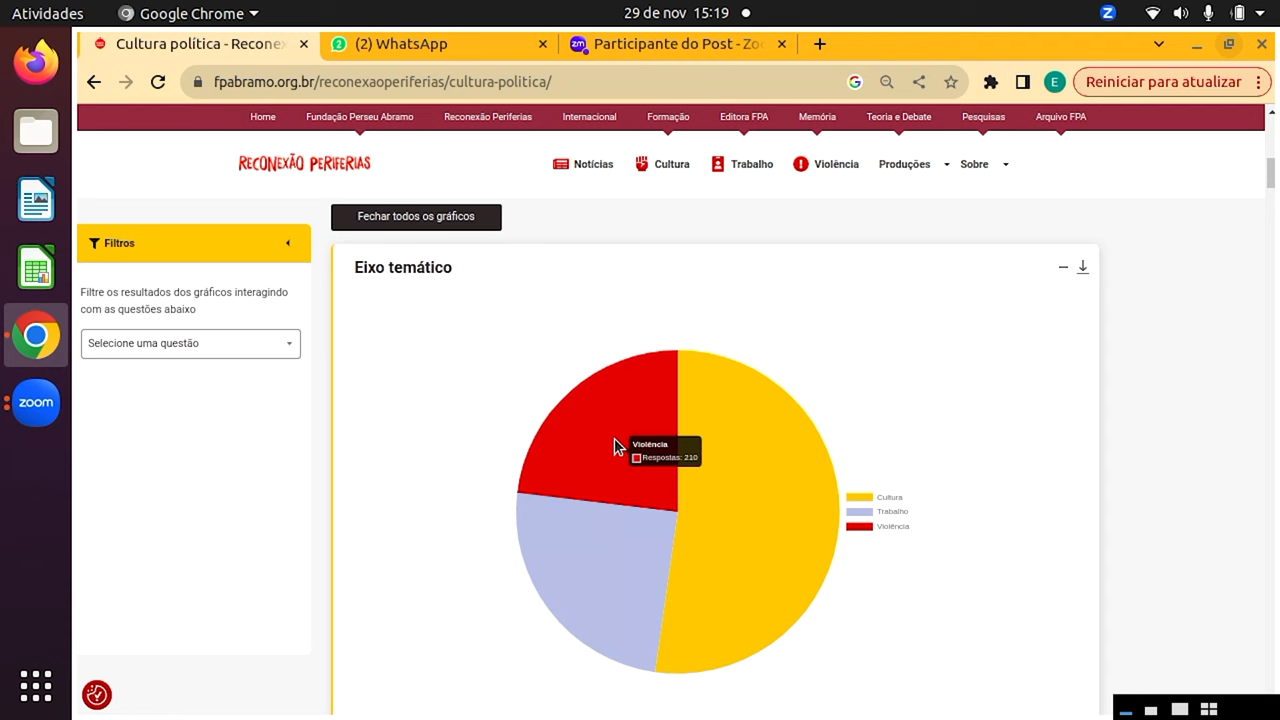 Atividades
Google Chrome
29 de nov 15:19
Cultura política - Reconex
(2) WhatsApp
Participante do Post - Zoo
fpabramo.org.br/reconexaoperiferias/cultura-politica/
E
Reiniciar para atualizar
Home
Fundação Perseu Abramo
Reconexão Periferias
Internacional
Formação
Editora FPA
Memória
Teoria e Debate
Pesquisas
Arquivo FPA
RECONEXÃO PERIFERIAS
Notícias
Cultura
Trabalho
Violência
Produções
Sobre
Fechar todos os gráficos
Filtros
Filtre os resultados dos gráficos interagindo
com as questões abaixo
Selecione uma questão
Eixo temático
Violência
Respostas: 210
Cultura
Trabalho
Violência
zoom